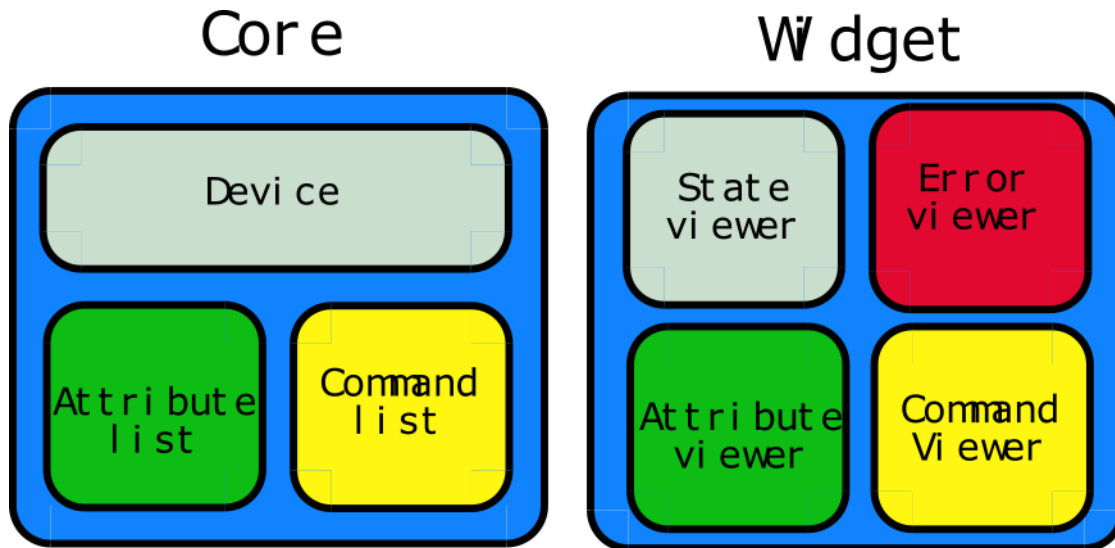 Core
Widget
Device
Attribute
list
Command
list
State
viewer
Error
viewer
Attribute
viewer
Command
Viewer